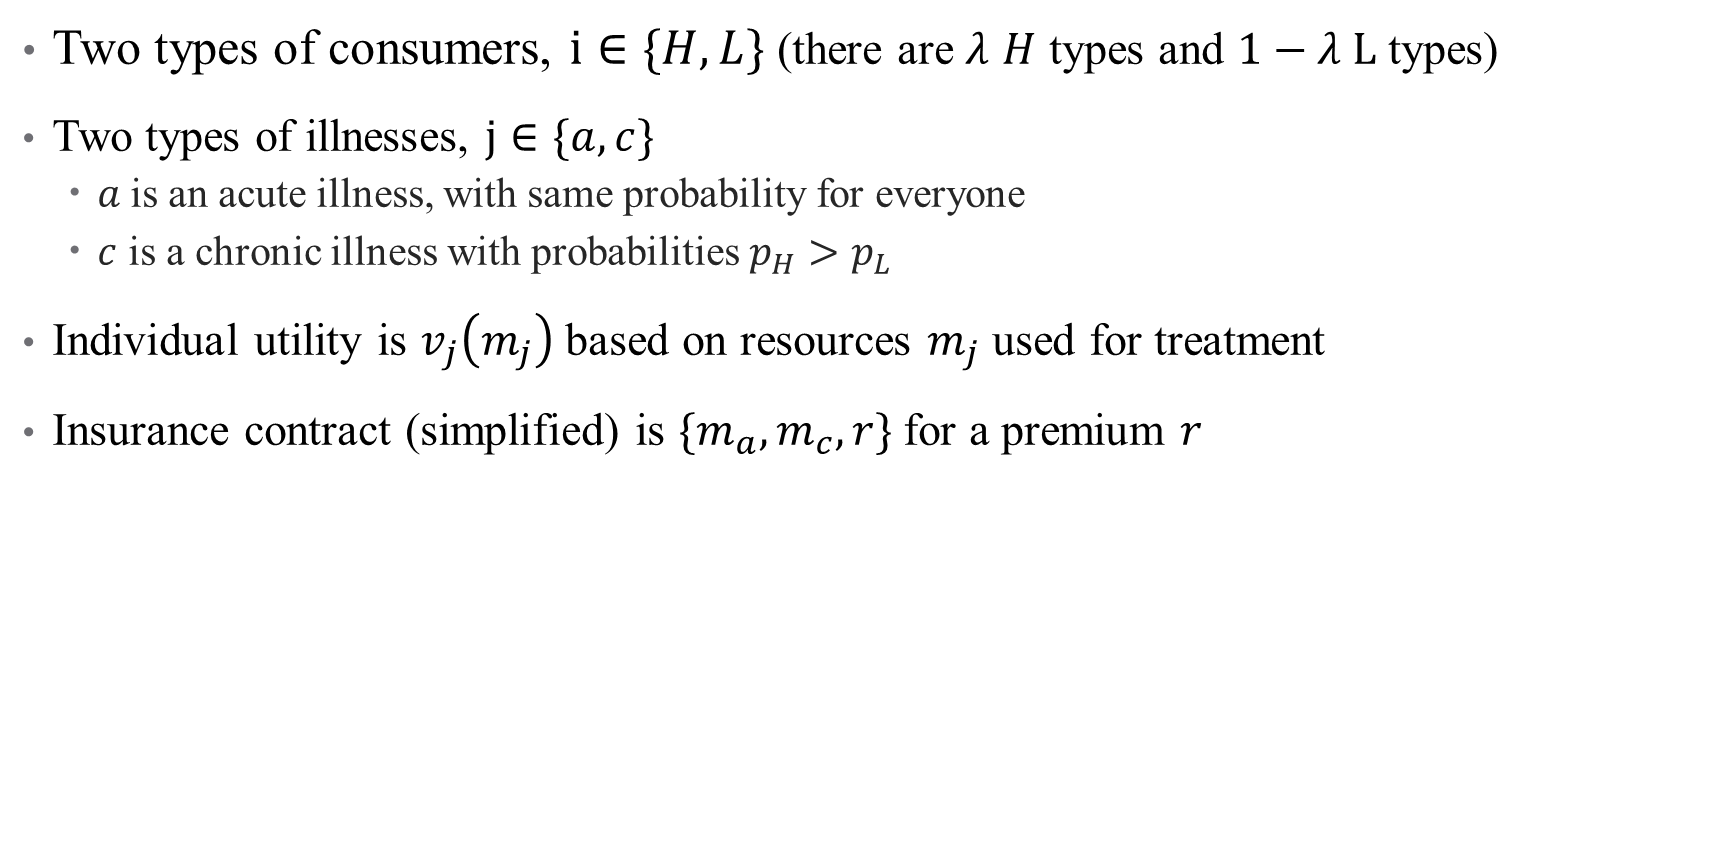 • Two types of consumers, i ∈ {H, L} (there are λ H types and 1 − λ L types)
• Two types of illnesses, j ∈ {a, c}
• a is an acute illness, with same probability for everyone
• c is a chronic illness with probabilities p_H > p_L
• Individual utility is v_j(m_j) based on resources m_j used for treatment
• Insurance contract (simplified) is {m_a, m_c, r} for a premium r